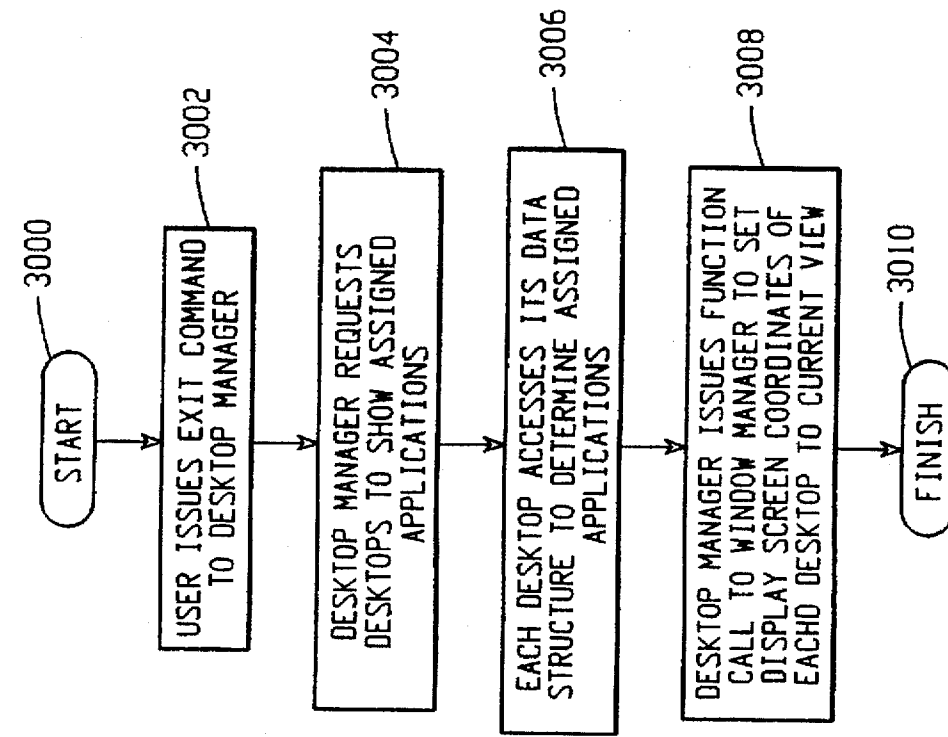 START
3000
USER ISSUES EXIT COMMAND
TO DESKTOP MANAGER
3002
DESKTOP MANAGER REQUESTS
DESKTOPS TO SHOW ASSIGNED
APPLICATIONS
3004
EACH DESKTOP ACCESSES ITS DATA
STRUCTURE TO DETERMINE ASSIGNED
APPLICATIONS
3006
DESKTOP MANAGER ISSUES FUNCTION
CALL TO WINDOW MANAGER TO SET
DISPLAY SCREEN COORDINATES OF
EACHD DESKTOP TO CURRENT VIEW
3008
FINISH
3010